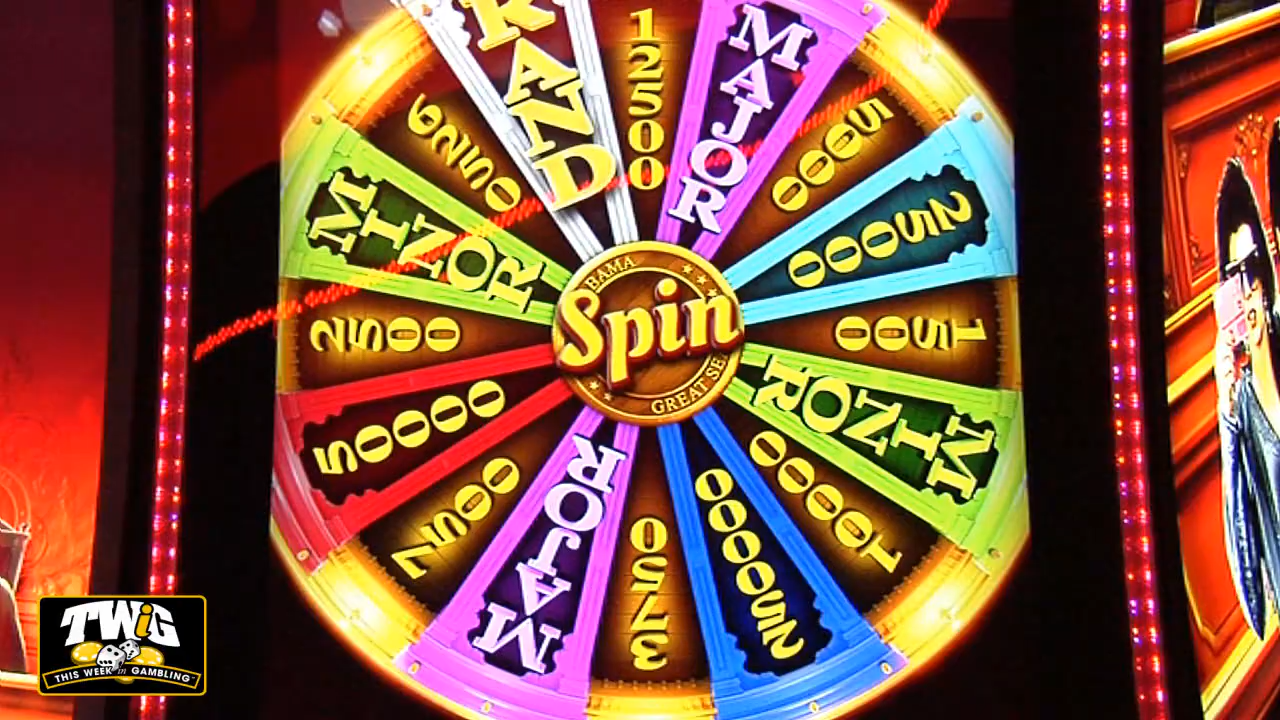 RAND
12500
MAJOR
5000
25000
1500
MINOR
10000
250000
3750
MAJOR
7500
50000
2500
MINOR
6250
BAMA
Spin
GREAT SE
TWiG
THIS WEEK in GAMBLING